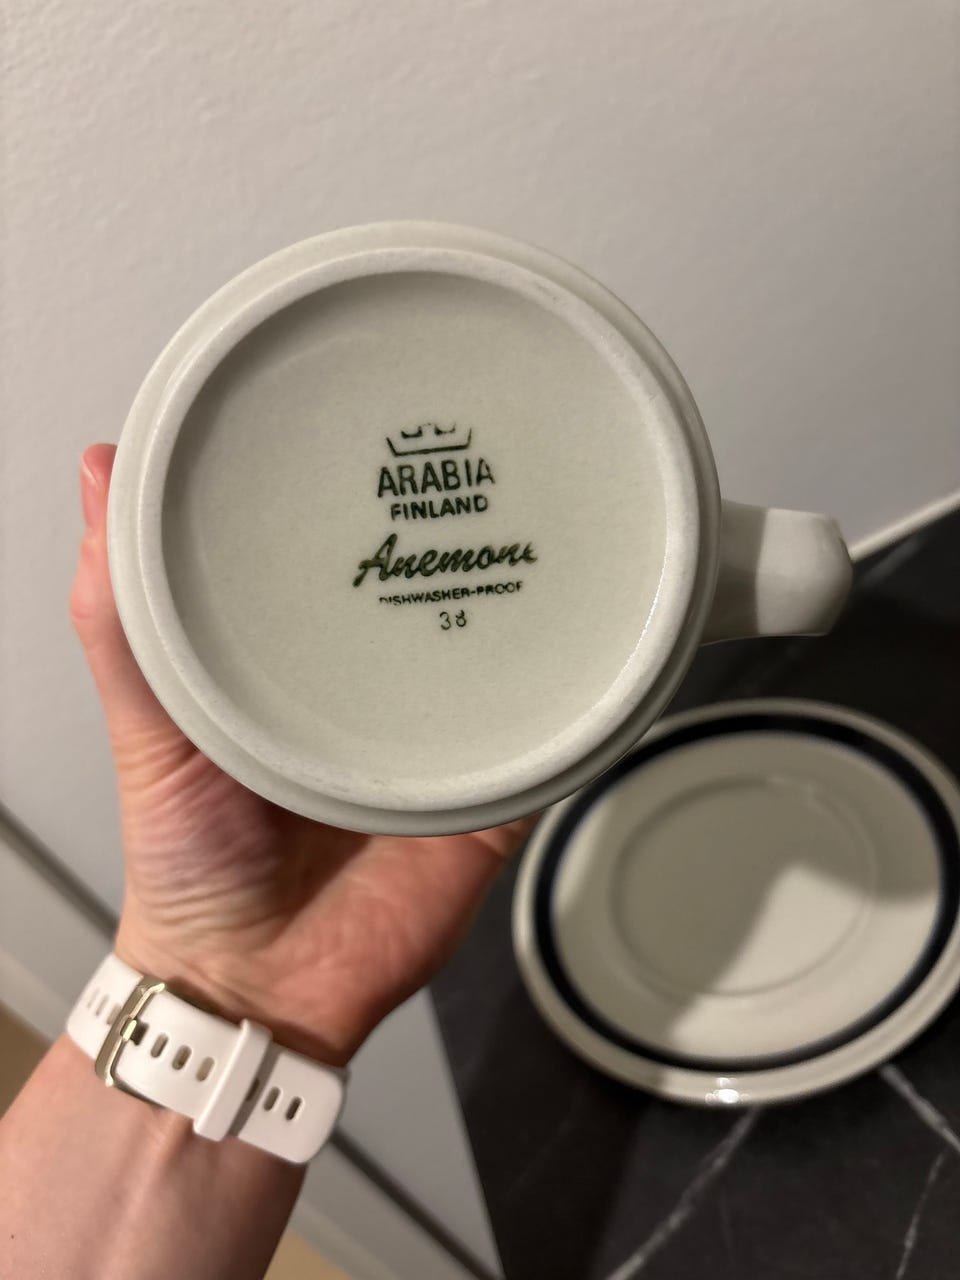 ARABIA
FINLAND
Anemone
DISHWASHER-PROOF
38